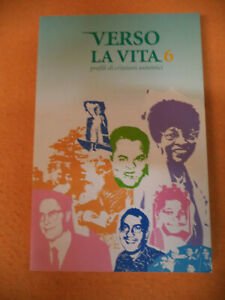 VERSO
LA VITA 6
profili di cristiani autentici